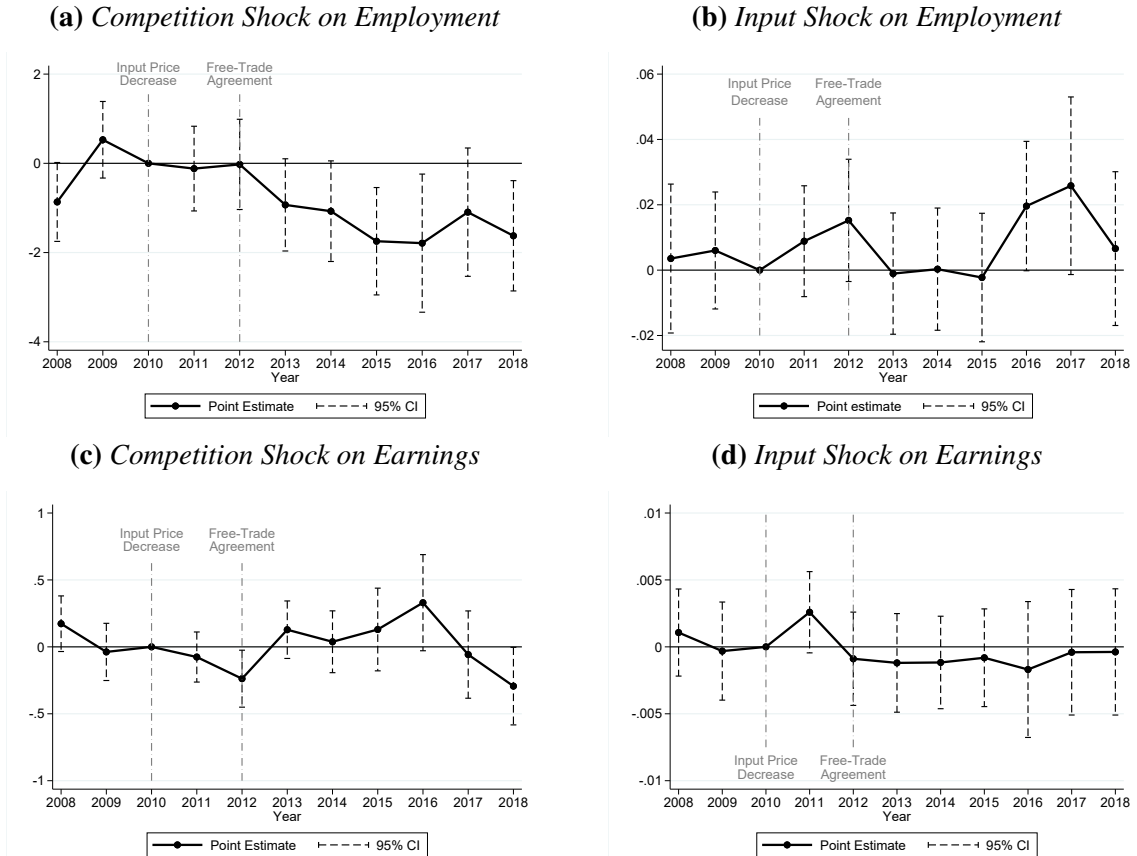 (a) Competition Shock on Employment
Input Price
Decrease
Free-Trade
Agreement
2
0
-2
-4
2008 2009 2010 2011 2012 2013 2014 2015 2016 2017 2018
Year
Point Estimate 95% CI
(b) Input Shock on Employment
Input Price
Decrease
Free-Trade
Agreement
.06
.04
.02
0
-.02
2008 2009 2010 2011 2012 2013 2014 2015 2016 2017 2018
Year
Point estimate 95% CI
(c) Competition Shock on Earnings
Input Price
Decrease
Free-Trade
Agreement
1
.5
0
-.5
-1
2008 2009 2010 2011 2012 2013 2014 2015 2016 2017 2018
Year
Point Estimate 95% CI
(d) Input Shock on Earnings
.01
.005
0
-.005
-.01
Input Price
Decrease
Free-Trade
Agreement
2008 2009 2010 2011 2012 2013 2014 2015 2016 2017 2018
Year
Point Estimate 95% CI